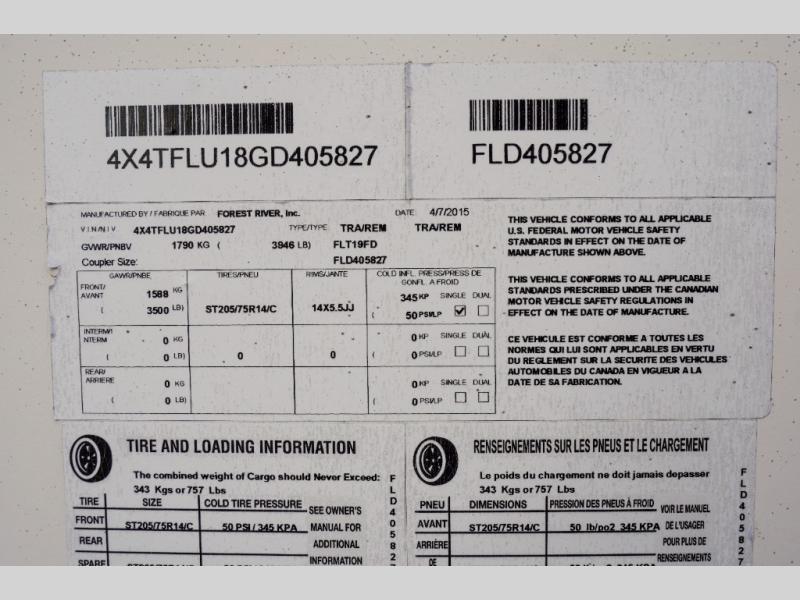 4X4TFLU18GD405827
FLD405827
MANUFACTURED BY / FABRIQUE PAR FOREST RIVER, Inc. DATE 4/7/2015
V.I.N/N.I.V 4X4TFLU18GD405827 TYPE/TYPE TRA/REM TRA/REM
GVWR/PNBV 1790 KG ( 3946 LB) FLT19FD
Coupler Size: FLD405827
GAWR/PNBE TIRES/PNEU RIMS/JANTE COLD INFL. PRESS/PRESS DE
GONFL. A FROID
FRONT/
AVANT 1588 KG 345 KP SINGLE DUAL
( 3500 LB) ST205/75R14/C 14X5.5JJ ( 50 PSI/LP
INTERM/I
NTERM 0 KG 0 KP SINGLE DUAL
( 0 LB) 0 0 ( 0 PSI/LP
REAR/
ARRIERE 0 KG 0 KP SINGLE DUAL
( 0 LB) ( 0 PSI/LP
THIS VEHICLE CONFORMS TO ALL APPLICABLE
U.S. FEDERAL MOTOR VEHICLE SAFETY
STANDARDS IN EFFECT ON THE DATE OF
MANUFACTURE SHOWN ABOVE.
THIS VEHICLE CONFORMS TO ALL APPLICABLE
STANDARDS PRESCRIBED UNDER THE CANADIAN
MOTOR VEHICLE SAFETY REGULATIONS IN
EFFECT ON THE DATE OF MANUFACTURE.
CE VEHICULE EST CONFORME A TOUTES LES
NORMES QUI LUI SONT APPLICABLES EN VERTU
DU REGLEMENT SUR LA SECURITE DES VEHICULES
AUTOMOBILES DU CANADA EN VIGUEUR A LA
DATE DE SA FABRICATION.
TIRE AND LOADING INFORMATION
The combined weight of Cargo should Never Exceed:
343 Kgs or 757 Lbs
TIRE SIZE COLD TIRE PRESSURE SEE OWNER'S
FRONT ST205/75R14/C 50 PSI / 345 KPA MANUAL FOR
REAR ADDITIONAL
SPARE INFORMATION
FLD405827
RENSEIGNEMENTS SUR LES PNEUS ET LE CHARGEMENT
Le poids du chargement ne doit jamais depasser
343 Kgs or 757 Lbs
PNEU DIMENSIONS PRESSION DES PNEUS À FROID VOIR LE MANUEL
AVANT ST205/75R14/C 50 lb/po2 345 KPA DE L'USAGER
ARRIÈRE POUR PLUS DE
DE RENSEIGNEMENTS
FLD405827